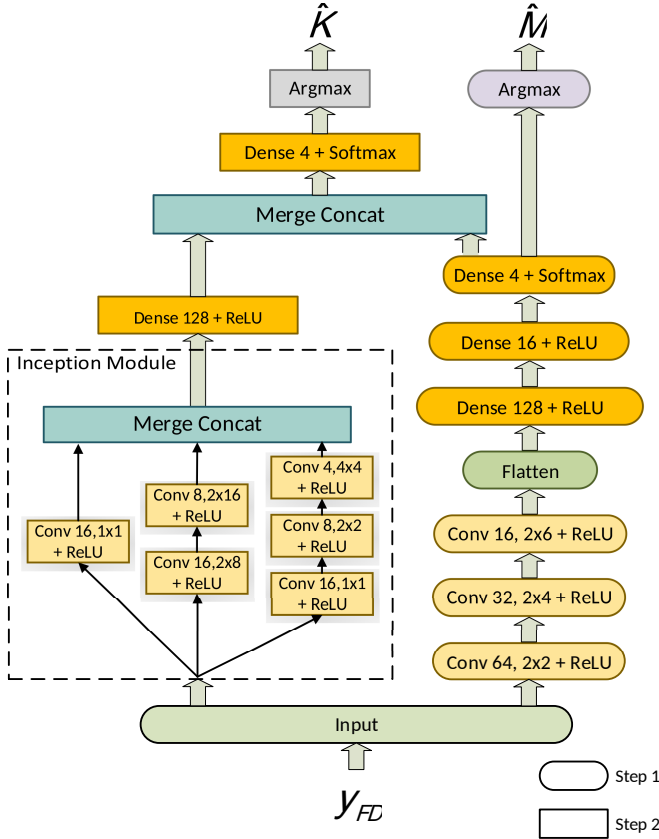 K̂
M̂
Argmax
Argmax
Dense 4 + Softmax
Merge Concat
Dense 4 + Softmax
Dense 128 + ReLU
Dense 16 + ReLU
Inception Module
Dense 128 + ReLU
Merge Concat
Flatten
Conv 4,4x4
+ ReLU
Conv 8,2x16
+ ReLU
Conv 16,1x1
+ ReLU
Conv 8,2x2
+ ReLU
Conv 16, 2x6 + ReLU
Conv 16,2x8
+ ReLU
Conv 16,1x1
+ ReLU
Conv 32, 2x4 + ReLU
Conv 64, 2x2 + ReLU
Input
y_FD
Step 1
Step 2